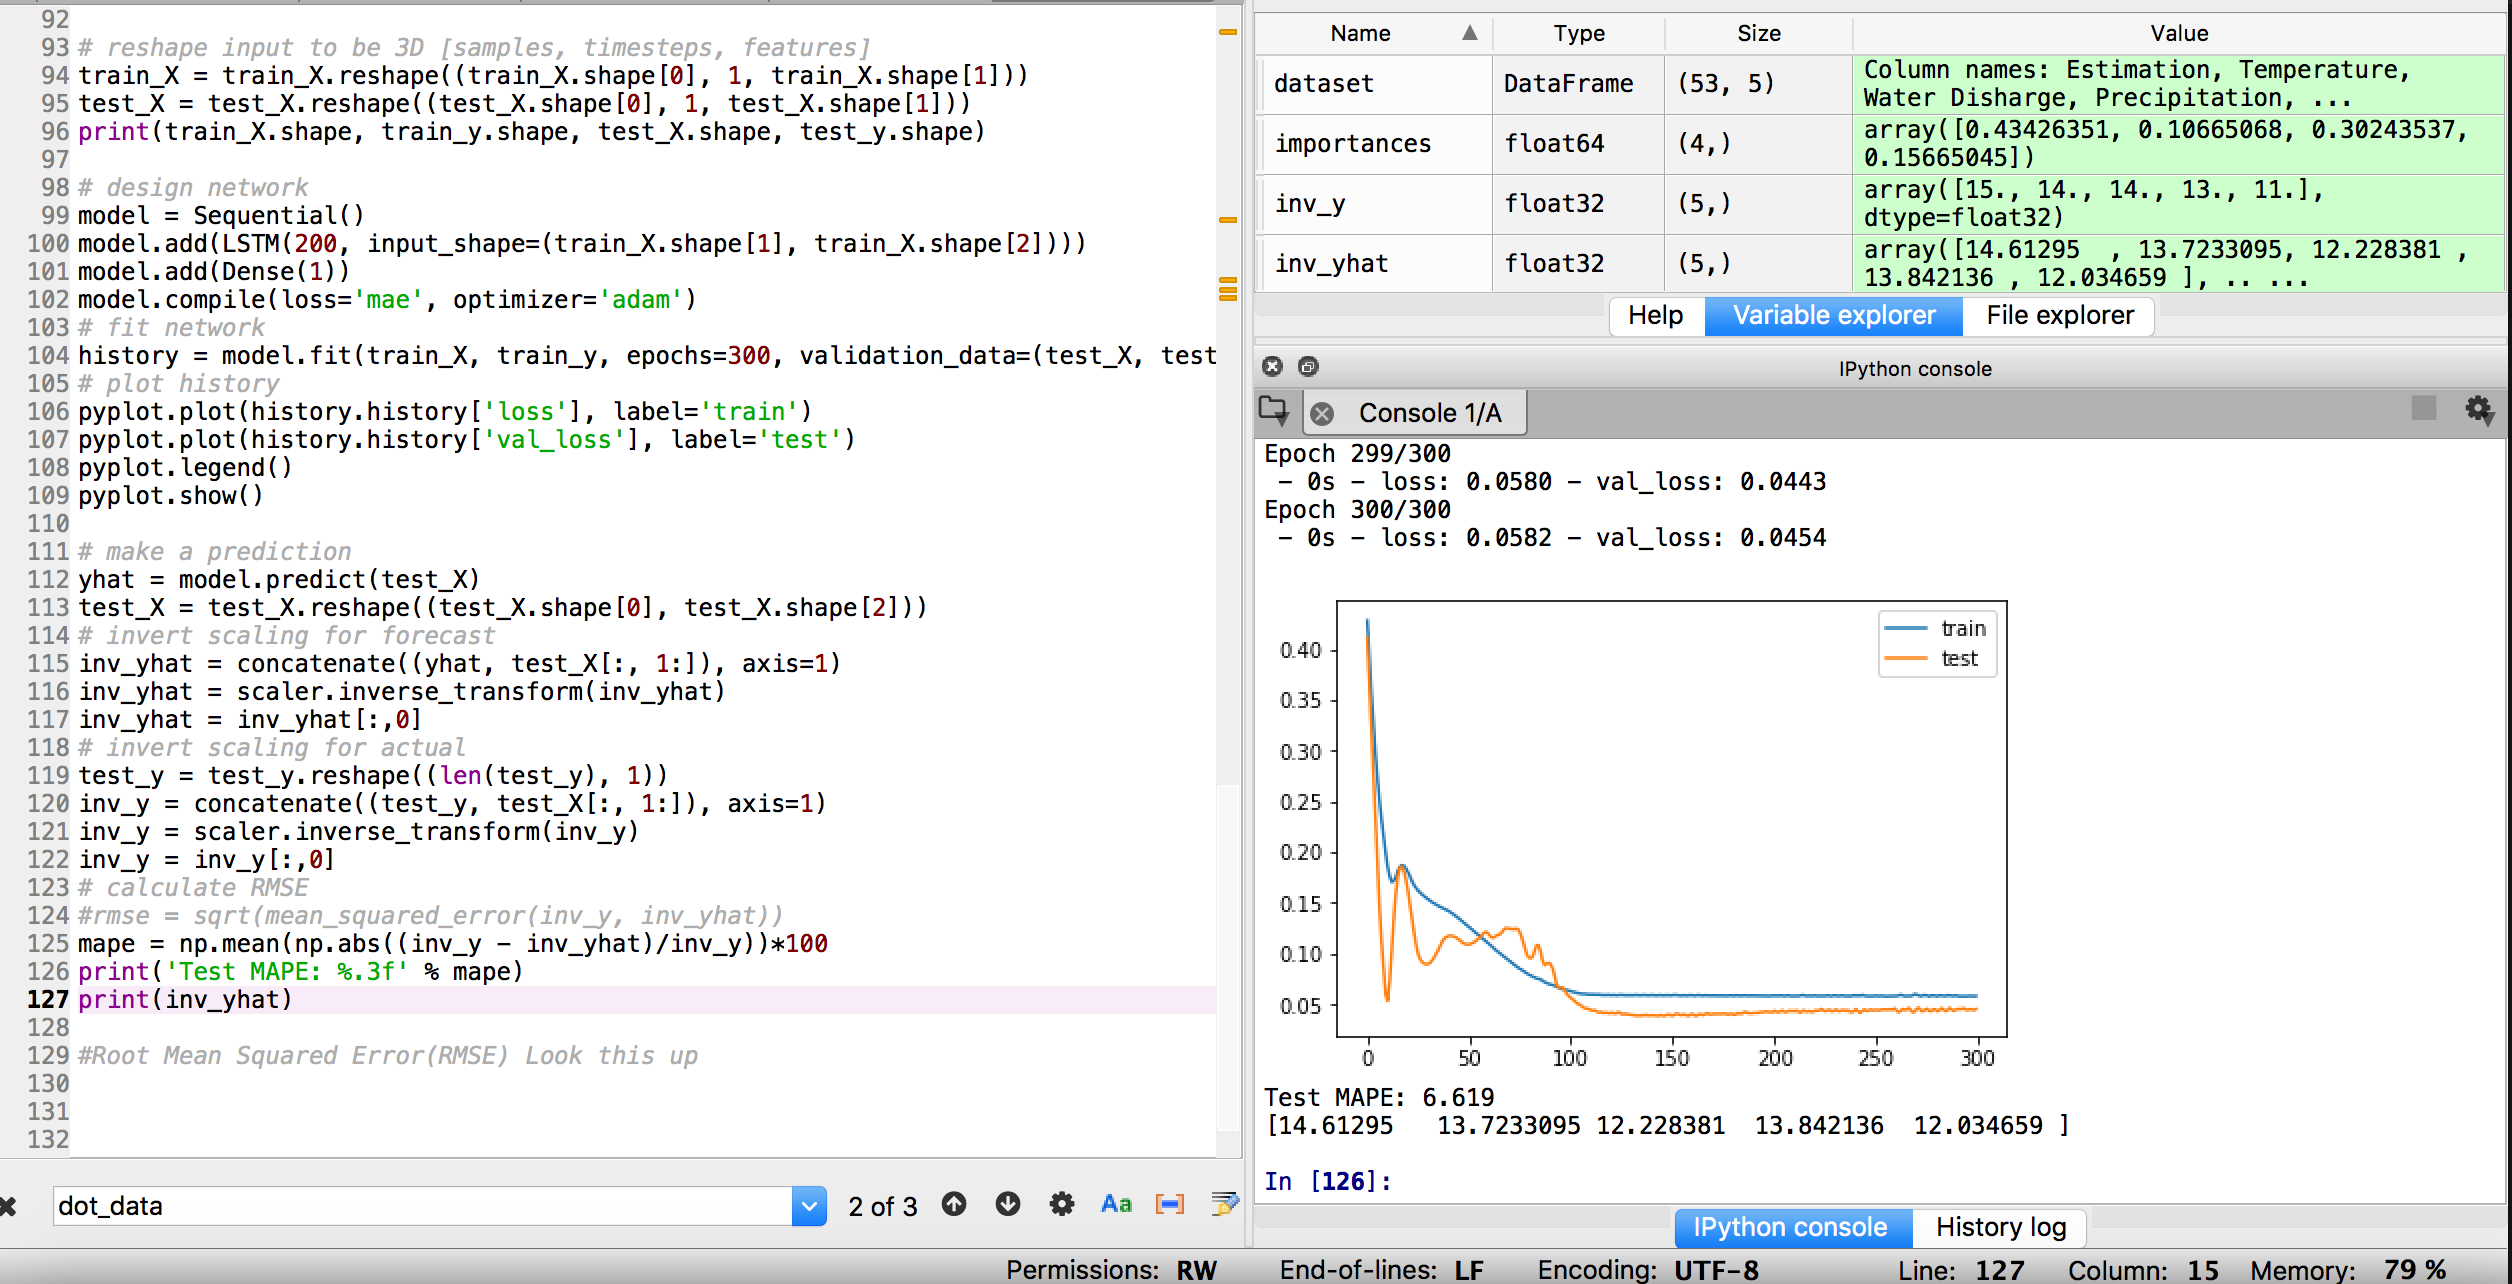 92
93 # reshape input to be 3D [samples, timesteps, features]
94 train_X = train_X.reshape((train_X.shape[0], 1, train_X.shape[1]))
95 test_X = test_X.reshape((test_X.shape[0], 1, test_X.shape[1]))
96 print(train_X.shape, train_y.shape, test_X.shape, test_y.shape)
97
98 # design network
99 model = Sequential()
100 model.add(LSTM(200, input_shape=(train_X.shape[1], train_X.shape[2])))
101 model.add(Dense(1))
102 model.compile(loss='mae', optimizer='adam')
103 # fit network
104 history = model.fit(train_X, train_y, epochs=300, validation_data=(test_X, test
105 # plot history
106 pyplot.plot(history.history['loss'], label='train')
107 pyplot.plot(history.history['val_loss'], label='test')
108 pyplot.legend()
109 pyplot.show()
110
111 # make a prediction
112 yhat = model.predict(test_X)
113 test_X = test_X.reshape((test_X.shape[0], test_X.shape[2]))
114 # invert scaling for forecast
115 inv_yhat = concatenate((yhat, test_X[:, 1:]), axis=1)
116 inv_yhat = scaler.inverse_transform(inv_yhat)
117 inv_yhat = inv_yhat[:,0]
118 # invert scaling for actual
119 test_y = test_y.reshape((len(test_y), 1))
120 inv_y = concatenate((test_y, test_X[:, 1:]), axis=1)
121 inv_y = scaler.inverse_transform(inv_y)
122 inv_y = inv_y[:,0]
123 # calculate RMSE
124 #rmse = sqrt(mean_squared_error(inv_y, inv_yhat))
125 mape = np.mean(np.abs((inv_y - inv_yhat)/inv_y))*100
126 print('Test MAPE: %.3f' % mape)
127 print(inv_yhat)
128
129 #Root Mean Squared Error(RMSE) Look this up
130
131
132
dot_data
2 of 3
Aa
Name Type Size Value
dataset DataFrame (53, 5) Column names: Estimation, Temperature,
Water Disharge, Precipitation, ...
importances float64 (4,) array([0.43426351, 0.10665068, 0.30243537,
0.15665045])
inv_y float32 (5,) array([15., 14., 14., 13., 11.],
dtype=float32)
inv_yhat float32 (5,) array([14.61295  , 13.7233095, 12.228381 ,
13.842136 , 12.034659 ], .. ...
Help Variable explorer File explorer
IPython console
Console 1/A
Epoch 299/300
- 0s - loss: 0.0580 - val_loss: 0.0443
Epoch 300/300
- 0s - loss: 0.0582 - val_loss: 0.0454
train
test
0.40
0.35
0.30
0.25
0.20
0.15
0.10
0.05
0 50 100 150 200 250 300
Test MAPE: 6.619
[14.61295   13.7233095 12.228381  13.842136  12.034659 ]
In [126]:
IPython console History log
Permissions: RW End-of-lines: LF Encoding: UTF-8 Line: 127 Column: 15 Memory: 79 %